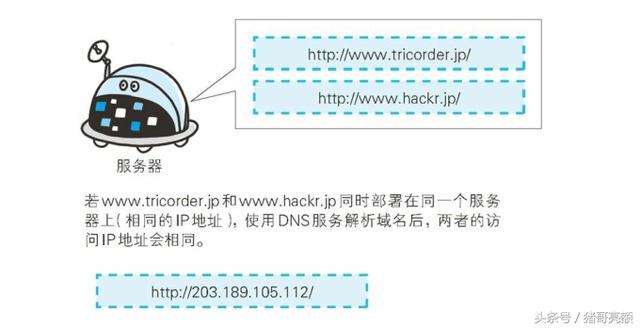 http://www.tricorder.jp/
http://www.hackr.jp/
服务器
若www.tricorder.jp和www.hackr.jp同时部署在同一个服务
器上(相同的IP地址),使用DNS服务解析域名后,两者的访
问IP地址会相同。
http://203.189.105.112/
头条号 / 猪哥亮额